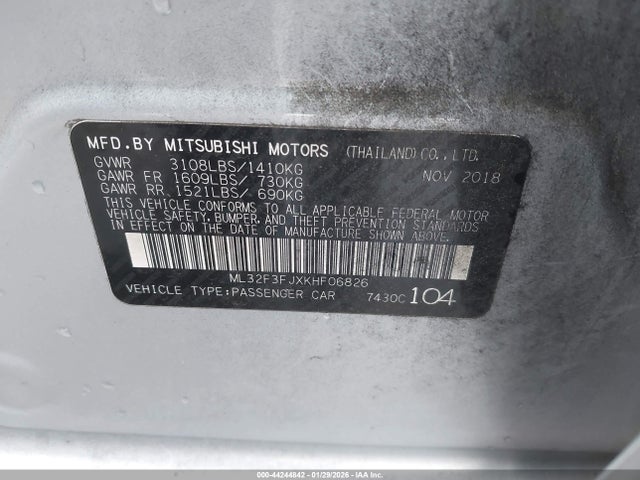 MFD. BY MITSUBISHI MOTORS (THAILAND) CO., LTD.
GVWR 3108LBS/1410KG NOV 2018
GAWR FR 1609LBS/ 730KG
GAWR RR. 1521LBS/ 690KG
THIS VEHICLE CONFORMS TO ALL APPLICABLE FEDERAL MOTOR
VEHICLE SAFETY, BUMPER, AND THEFT PREVENTION STANDARDS
IN EFFECT ON THE DATE OF MANUFACTURE SHOWN ABOVE.
ML32F3FJXKHF06826
VEHICLE TYPE:PASSENGER CAR 7430C 104
000-44244842 - 01/29/2026 - IAA Inc.